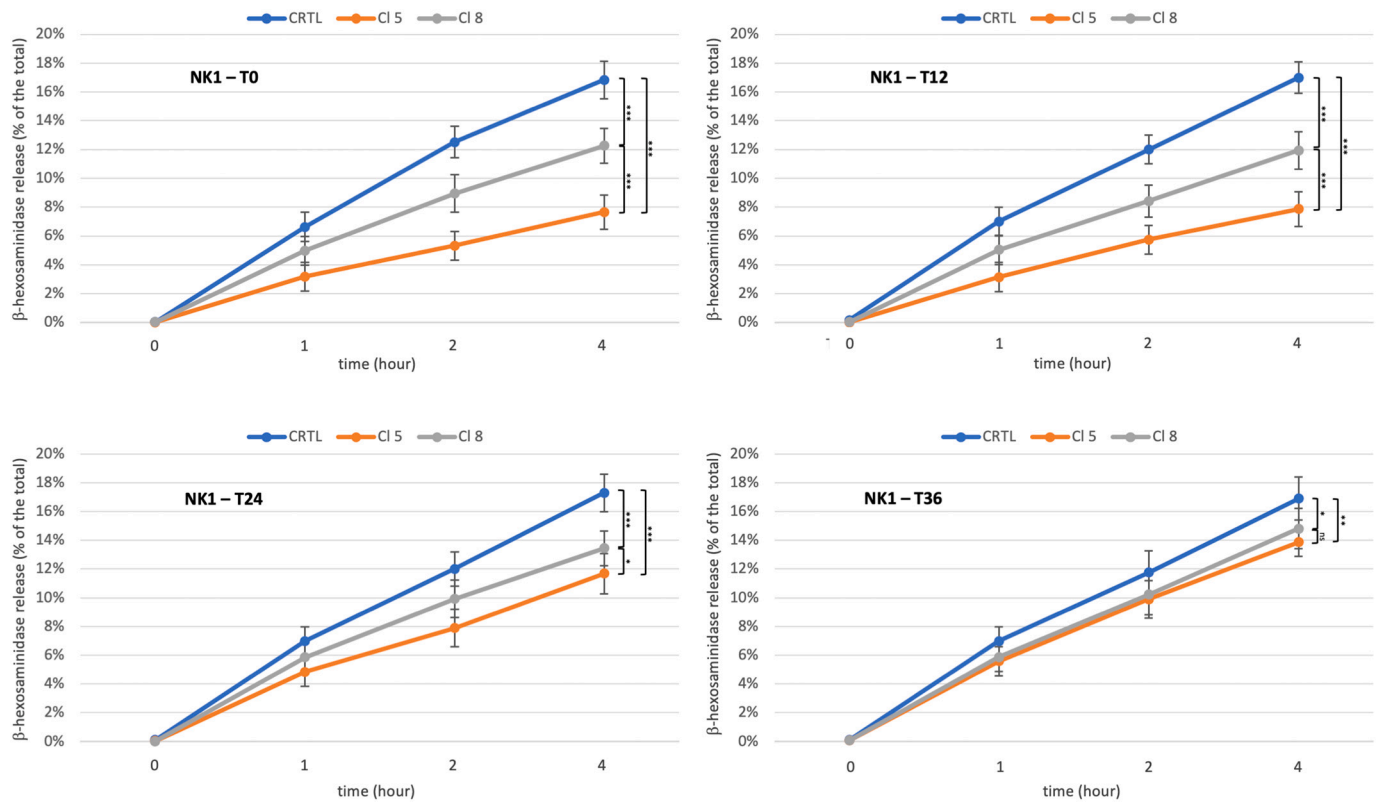 CRTL Cl 5 Cl 8
β-hexosaminidase release (% of the total)
NK1 – T0
20%
18%
16%
14%
12%
10%
8%
6%
4%
2%
0%
***
***
***
0 1 2 4
time (hour)
CRTL Cl 5 Cl 8
β-hexosaminidase release (% of the total)
NK1 – T12
20%
18%
16%
14%
12%
10%
8%
6%
4%
2%
0%
***
***
***
- 0 1 2 4
time (hour)
CRTL Cl 5 Cl 8
β-hexosaminidase release (% of the total)
NK1 – T24
20%
18%
16%
14%
12%
10%
8%
6%
4%
2%
0%
***
*
***
0 1 2 4
time (hour)
CRTL Cl 5 Cl 8
β-hexosaminidase release (% of the total)
NK1 – T36
20%
18%
16%
14%
12%
10%
8%
6%
4%
2%
0%
*
**
0 1 2 4
time (hour)